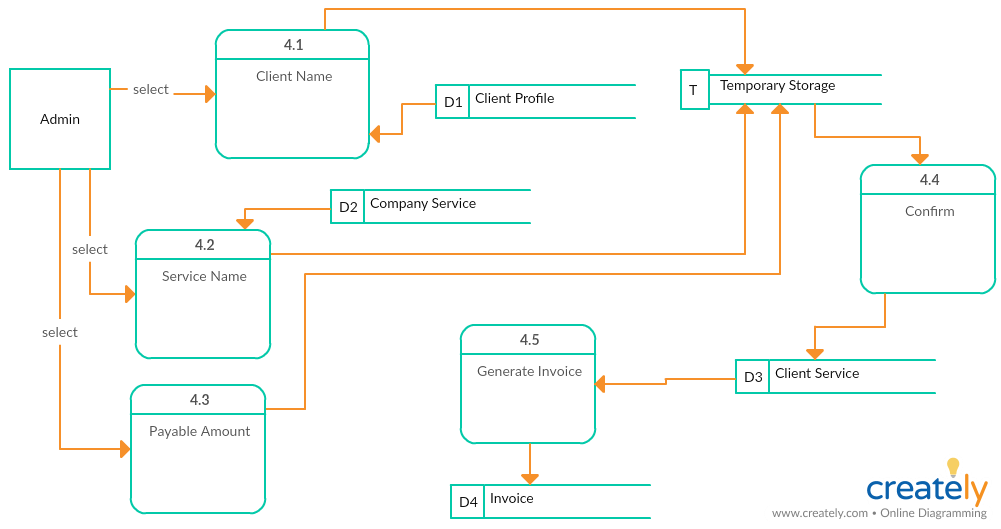 4.1
Client Name
select
Admin
D1 Client Profile
T Temporary Storage
4.4
Confirm
D2 Company Service
4.2
Service Name
select
select
4.3
Payable Amount
4.5
Generate Invoice
D3 Client Service
D4 Invoice
creately
www.creately.com • Online Diagramming